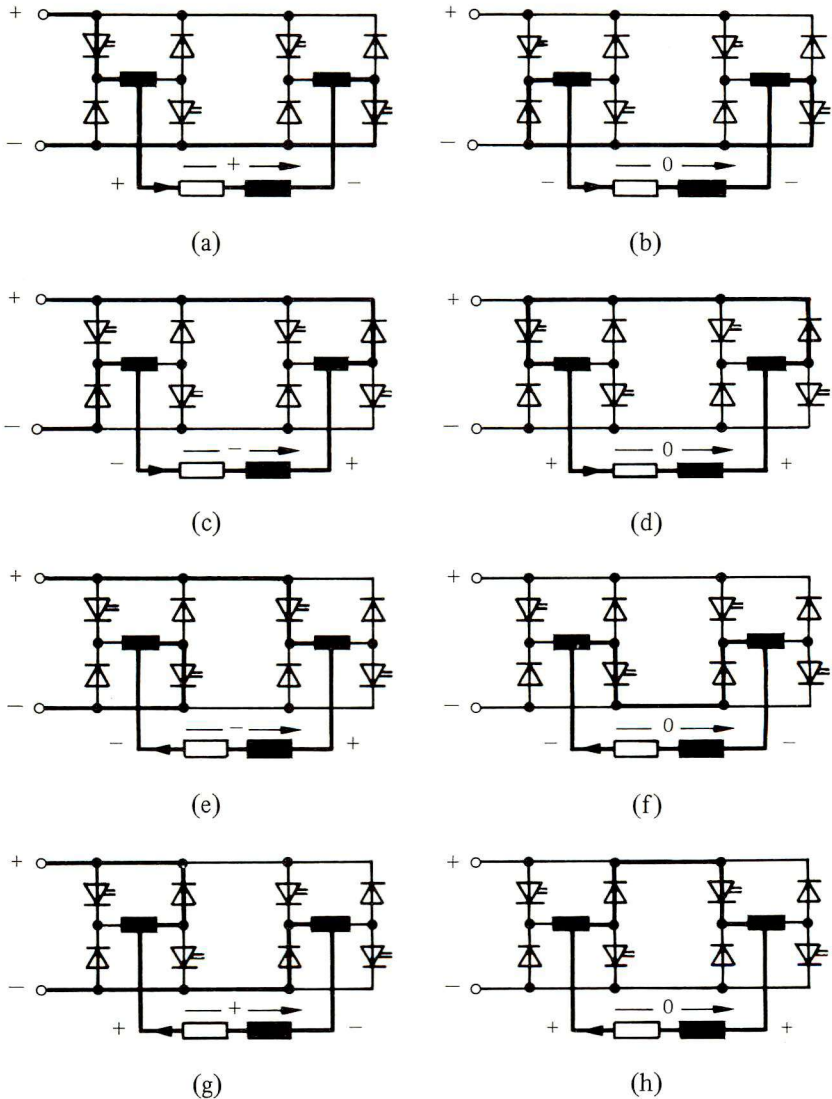 + +
− −
+ + − − 0 −
(a) (b)
+ +
− −
− − + + 0 +
(c) (d)
+ +
− −
− − + − 0 −
(e) (f)
+ +
− −
+ + − + 0 +
(g) (h)